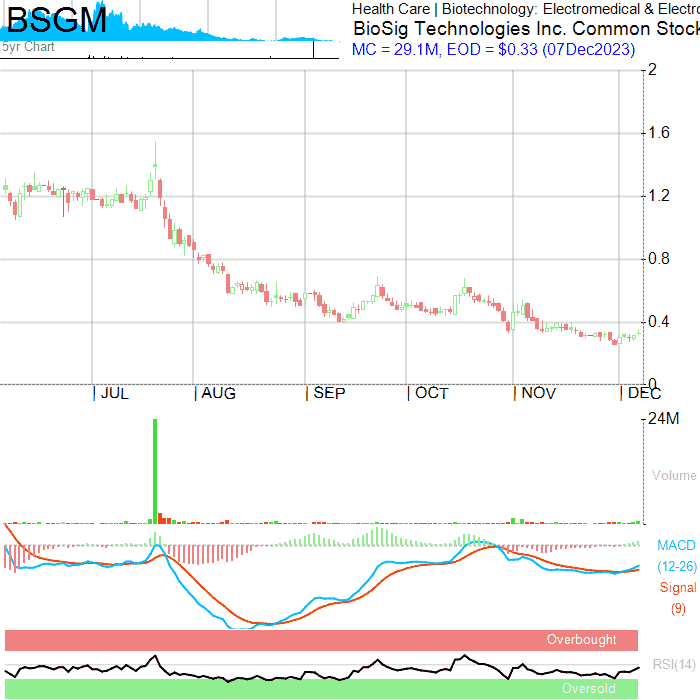 BSGM
5yr Chart
Health Care | Biotechnology: Electromedical & Electro
BioSig Technologies Inc. Common Stock
MC = 29.1M, EOD = $0.33 (07Dec2023)
2
1.6
1.2
0.8
0.4
0
| JUL | AUG | SEP | OCT | NOV | DEC
24M
Volume
MACD
(12-26)
Signal
(9)
Overbought
RSI(14)
Oversold